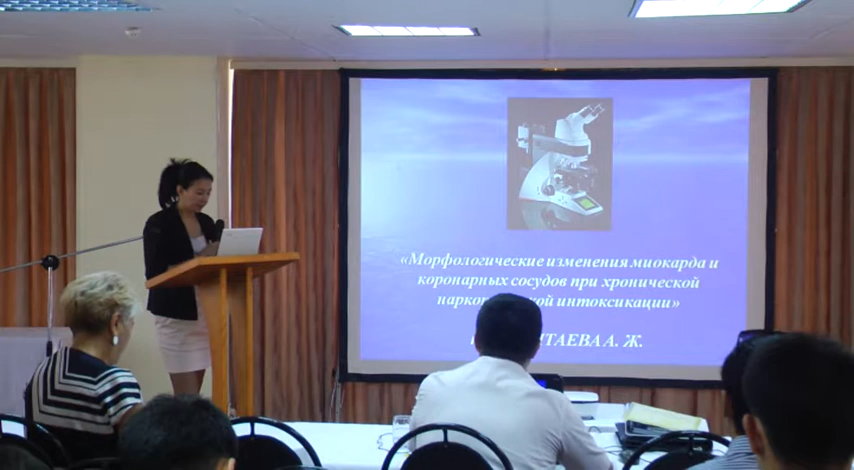 «Морфологические изменения миокарда и
коронарных сосудов при хронической
интоксикации»
А. Ж.